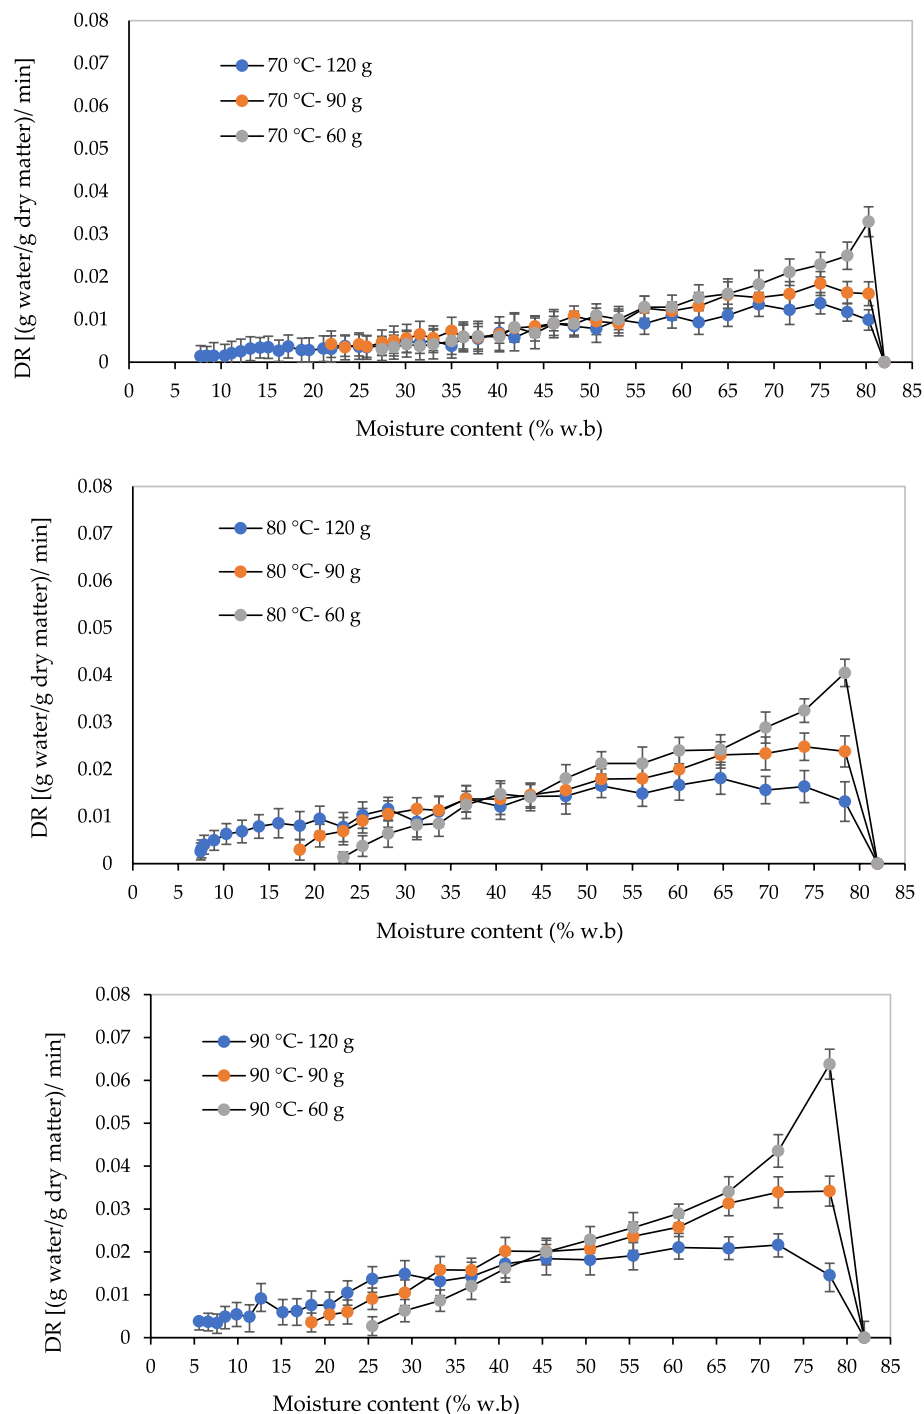 DR [(g water/g dry matter)/ min]
0.08
0.07
0.06
0.05
0.04
0.03
0.02
0.01
0
70 °C- 120 g
70 °C- 90 g
70 °C- 60 g
0 5 10 15 20 25 30 35 40 45 50 55 60 65 70 75 80 85
Moisture content (% w.b)
DR [(g water/g dry matter)/ min]
0.08
0.07
0.06
0.05
0.04
0.03
0.02
0.01
0
80 °C- 120 g
80 °C- 90 g
80 °C- 60 g
0 5 10 15 20 25 30 35 40 45 50 55 60 65 70 75 80 85
Moisture content (% w.b)
DR [(g water/g dry matter)/ min]
0.08
0.07
0.06
0.05
0.04
0.03
0.02
0.01
0
90 °C- 120 g
90 °C- 90 g
90 °C- 60 g
0 5 10 15 20 25 30 35 40 45 50 55 60 65 70 75 80 85
Moisture content (% w.b)